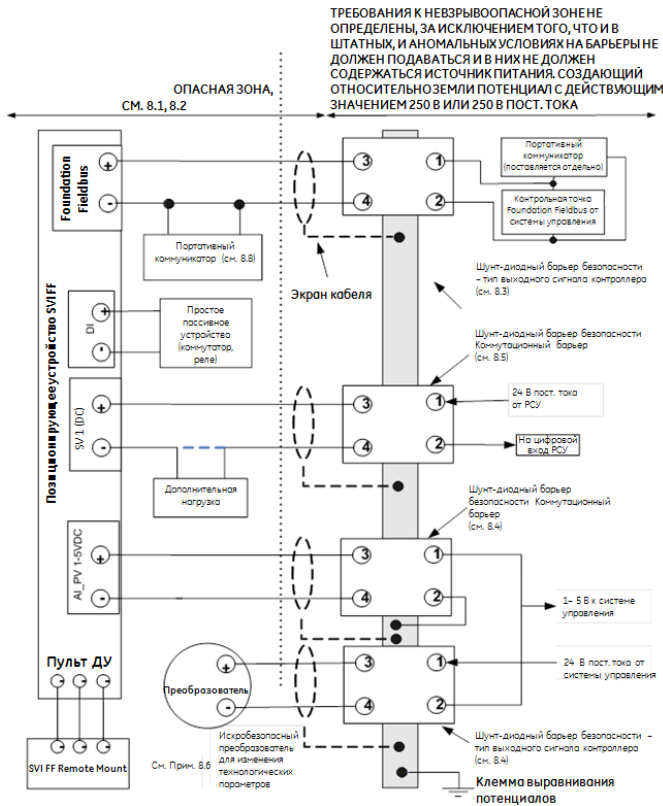 ТРЕБОВАНИЯ К НЕВЗРЫВООПАСНОЙ ЗОНЕ НЕ
ОПРЕДЕЛЕНЫ, ЗА ИСКЛЮЧЕНИЕМ ТОГО, ЧТО И В
ШТАТНЫХ, И АНОМАЛЬНЫХ УСЛОВИЯХ НА БАРЬЕРЫ НЕ
ДОЛЖЕН ПОДАВАТЬСЯ И В НИХ НЕ ДОЛЖЕН
СОДЕРЖАТЬСЯ ИСТОЧНИК ПИТАНИЯ. СОЗДАЮЩИЙ
ОТНОСИТЕЛЬНО ЗЕМЛИ ПОТЕНЦИАЛ С ДЕЙСТВУЮЩИМ
ЗНАЧЕНИЕМ 250 В ИЛИ 250 В ПОСТ. ТОКА
ОПАСНАЯ ЗОНА,
СМ. 8.1, 8.2
Позиционирующее устройство SVI FF
Foundation
Fieldbus
+
-
3
4
1
2
Портативный
коммуникатор
(поставляется отдельно)
Контрольная точка
Foundation Fieldbus от
системы управления
Портативный
коммуникатор (см. 8.8)
Экран кабеля
Шунт-диодный барьер безопасности
– тип выходного сигнала контроллера
(см. 8.3)
DI
+
-
Простое
пассивное
устройство
(коммутатор,
реле)
Шунт-диодный барьер безопасности
Коммутационный барьер
(см. 8.5)
SV 1 (DC)
+
-
3
4
1
2
24 В пост. тока
от РСУ
На цифровой
вход РСУ
Дополнительная
нагрузка
Шунт-диодный барьер
безопасности Коммутационный
барьер
(см. 8.4)
AI_PV 1-5VDC
+
-
3
4
1
2
1– 5 В к системе
управления
Пульт ДУ
Преобразователь
+
-
3
4
1
2
24 В пост. тока от
системы управления
SVI FF Remote Mount
См. Прим. 8.6
Искробезопасный
преобразователь
для изменения
технологических
параметров
Шунт-диодный барьер безопасности –
тип выходного сигнала контроллера
(см. 8.4)
Клемма выравнивания
потенциалов